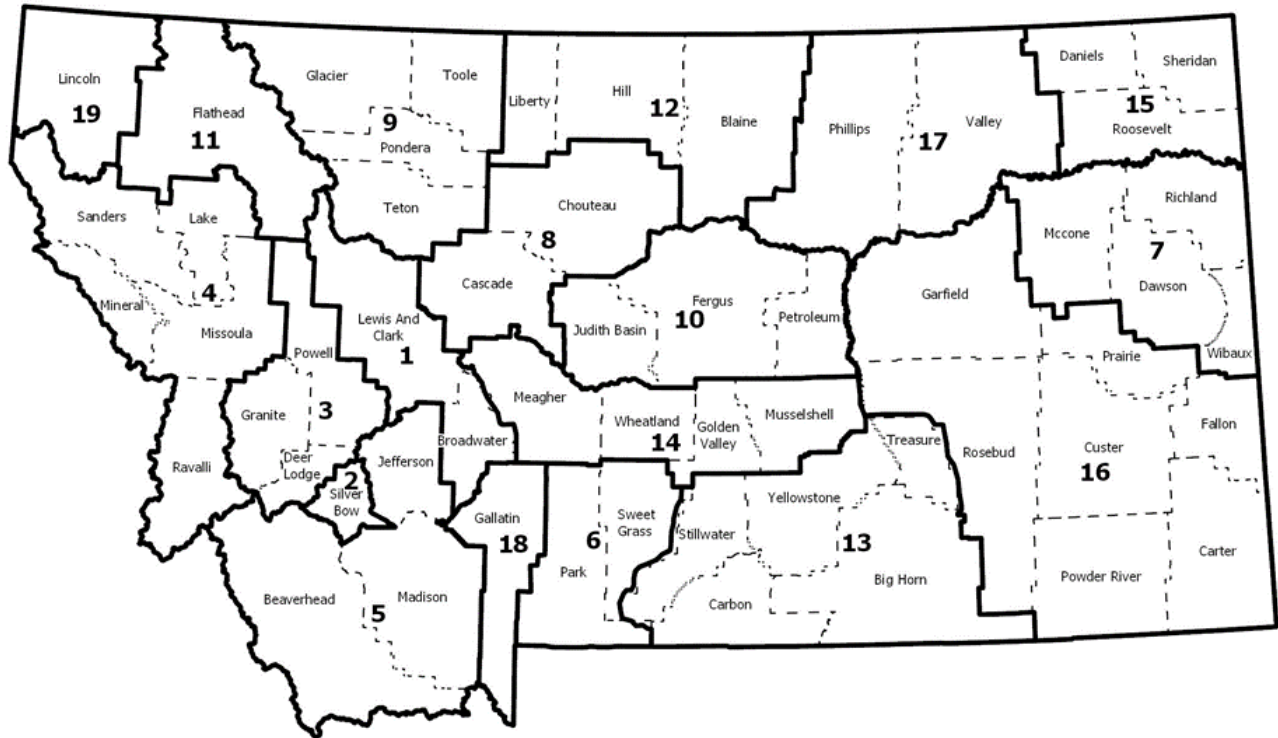 Lincoln
19
Flathead
11
Glacier
Toole
9
Pondera
Teton
Liberty
Hill
12
Blaine
Phillips
17
Valley
Daniels
Sheridan
15
Roosevelt
Sanders
Lake
4
Mineral
Missoula
Ravalli
Chouteau
8
Cascade
Lewis And
Clark
1
Broadwater
Powell
Granite
3
Deer
Lodge
2
Silver
Bow
Jefferson
Beaverhead
5
Madison
Gallatin
18
Judith Basin
Fergus
10
Petroleum
Meagher
Wheatland
14
Golden
Valley
Musselshell
Park
6
Sweet
Grass
Stillwater
Yellowstone
13
Carbon
Big Horn
Treasure
Garfield
Rosebud
Custer
16
Prairie
Fallon
Powder River
Carter
Mccone
Richland
7
Dawson
Wibaux